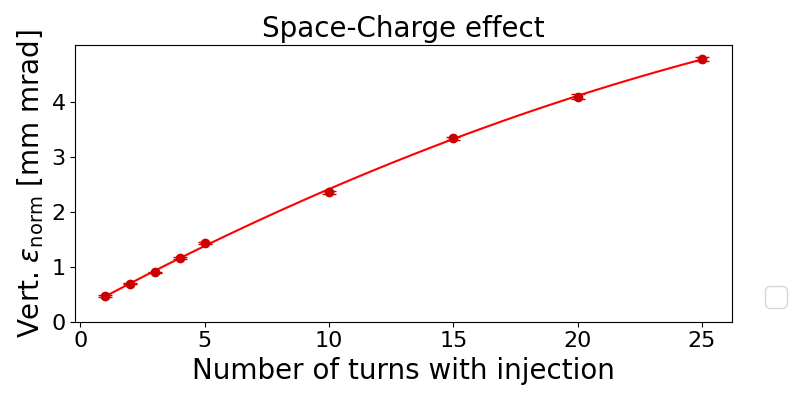 Space-Charge effect
Vert. εnorm [mm mrad]
4
3
2
1
0
0 5 10 15 20 25
Number of turns with injection